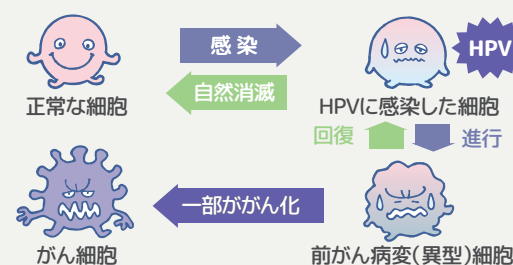 感染
HPV
自然消滅
正常な細胞
HPVに感染した細胞
回復
進行
一部ががん化
がん細胞
前がん病変(異型)細胞